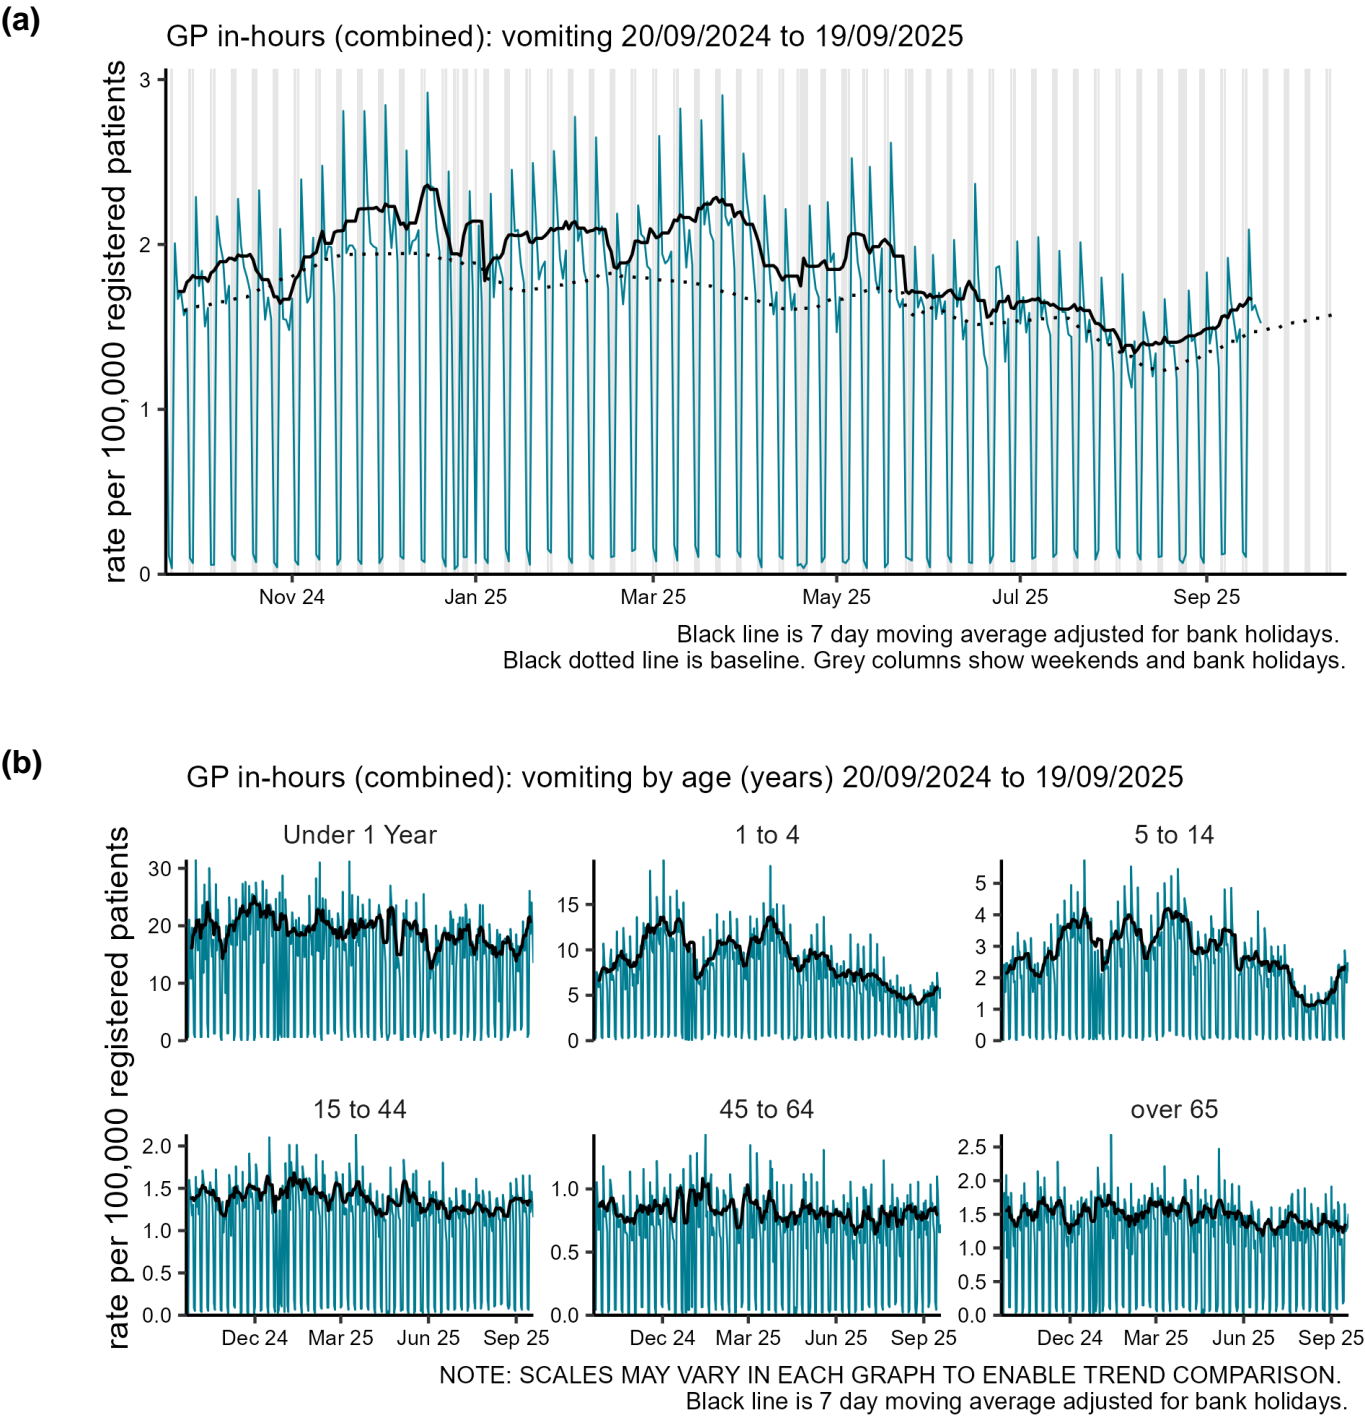 (a)
GP in-hours (combined): vomiting 20/09/2024 to 19/09/2025
rate per 100,000 registered patients
3
2
1
0
Nov 24 Jan 25 Mar 25 May 25 Jul 25 Sep 25
Black line is 7 day moving average adjusted for bank holidays.
Black dotted line is baseline. Grey columns show weekends and bank holidays.
(b)
GP in-hours (combined): vomiting by age (years) 20/09/2024 to 19/09/2025
rate per 100,000 registered patients
Under 1 Year
30
20
10
0
1 to 4
15
10
5
0
5 to 14
5
4
3
2
1
0
15 to 44
2.0
1.5
1.0
0.5
0.0
Dec 24 Mar 25 Jun 25 Sep 25
45 to 64
1.0
0.5
0.0
Dec 24 Mar 25 Jun 25 Sep 25
over 65
2.5
2.0
1.5
1.0
0.5
0.0
Dec 24 Mar 25 Jun 25 Sep 25
NOTE: SCALES MAY VARY IN EACH GRAPH TO ENABLE TREND COMPARISON.
Black line is 7 day moving average adjusted for bank holidays.